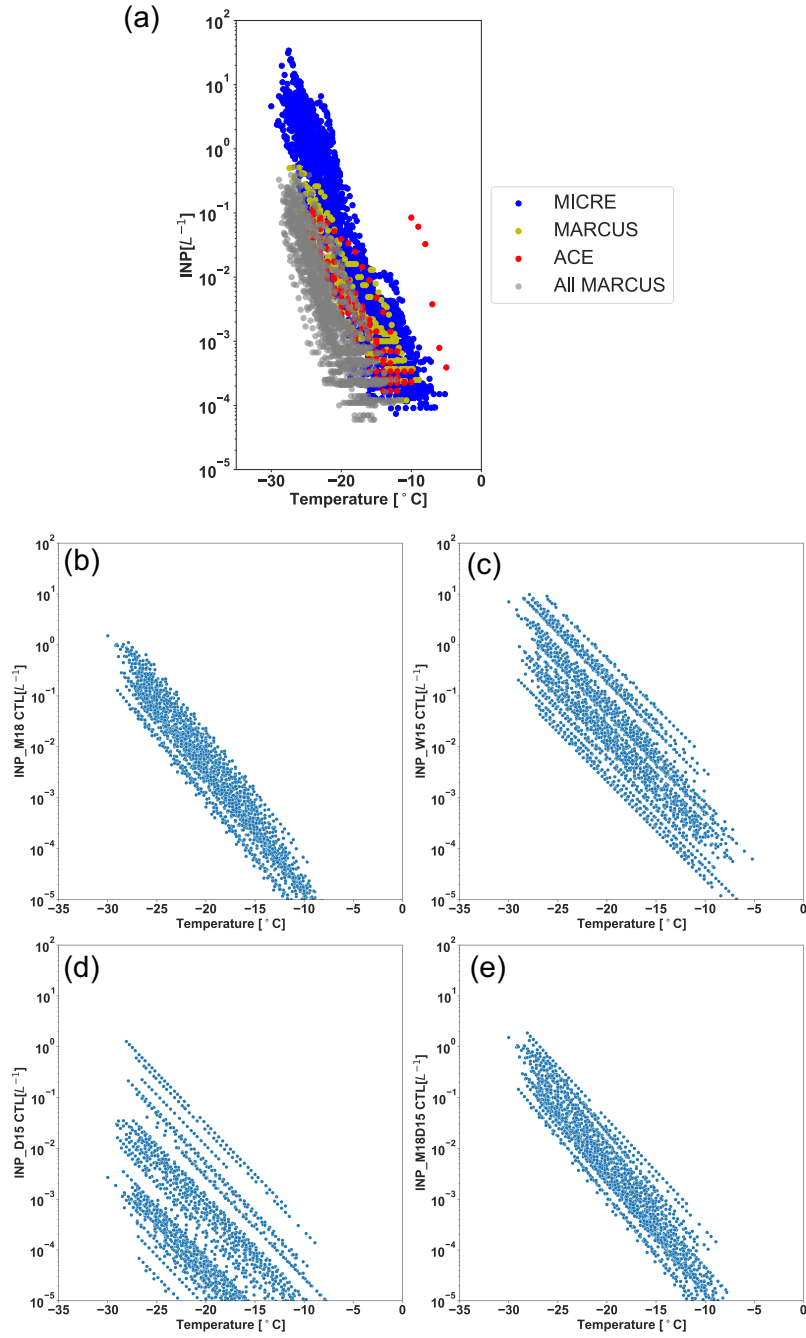 (a)
INP[L⁻¹]
10²
10¹
10⁰
10⁻¹
10⁻²
10⁻³
10⁻⁴
10⁻⁵
−30 −20 −10 0
Temperature [°C]
MICRE
MARCUS
ACE
All MARCUS
(b)
INP_M18 CTL[L⁻¹]
10²
10¹
10⁰
10⁻¹
10⁻²
10⁻³
10⁻⁴
10⁻⁵
−35 −30 −25 −20 −15 −10 −5 0
Temperature [°C]
(c)
INP_W15 CTL[L⁻¹]
10²
10¹
10⁰
10⁻¹
10⁻²
10⁻³
10⁻⁴
10⁻⁵
−35 −30 −25 −20 −15 −10 −5 0
Temperature [°C]
(d)
INP_D15 CTL[L⁻¹]
10²
10¹
10⁰
10⁻¹
10⁻²
10⁻³
10⁻⁴
10⁻⁵
−35 −30 −25 −20 −15 −10 −5 0
Temperature [°C]
(e)
INP_M18D15 CTL[L⁻¹]
10²
10¹
10⁰
10⁻¹
10⁻²
10⁻³
10⁻⁴
10⁻⁵
−35 −30 −25 −20 −15 −10 −5 0
Temperature [°C]